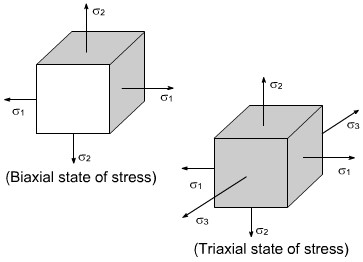 σ2
σ1
σ1
σ2
(Biaxial state of stress)
σ2
σ3
σ1
σ1
σ3
σ2
(Triaxial state of stress)